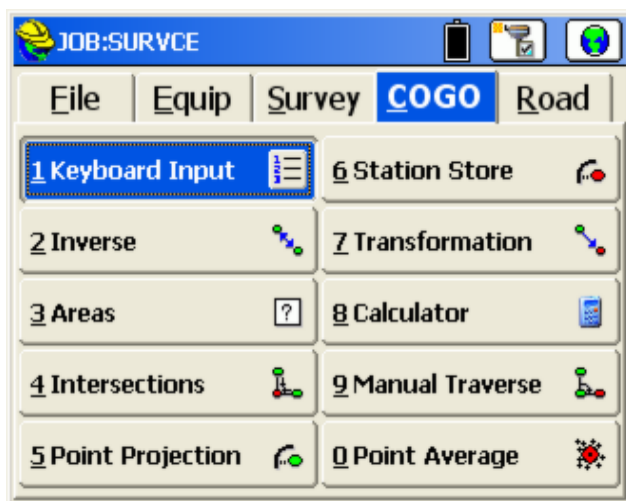 JOB:SURVCE
File Equip Survey COGO Road
1 Keyboard Input 6 Station Store
2 Inverse 7 Transformation
3 Areas ? 8 Calculator
4 Intersections 9 Manual Traverse
5 Point Projection 0 Point Average